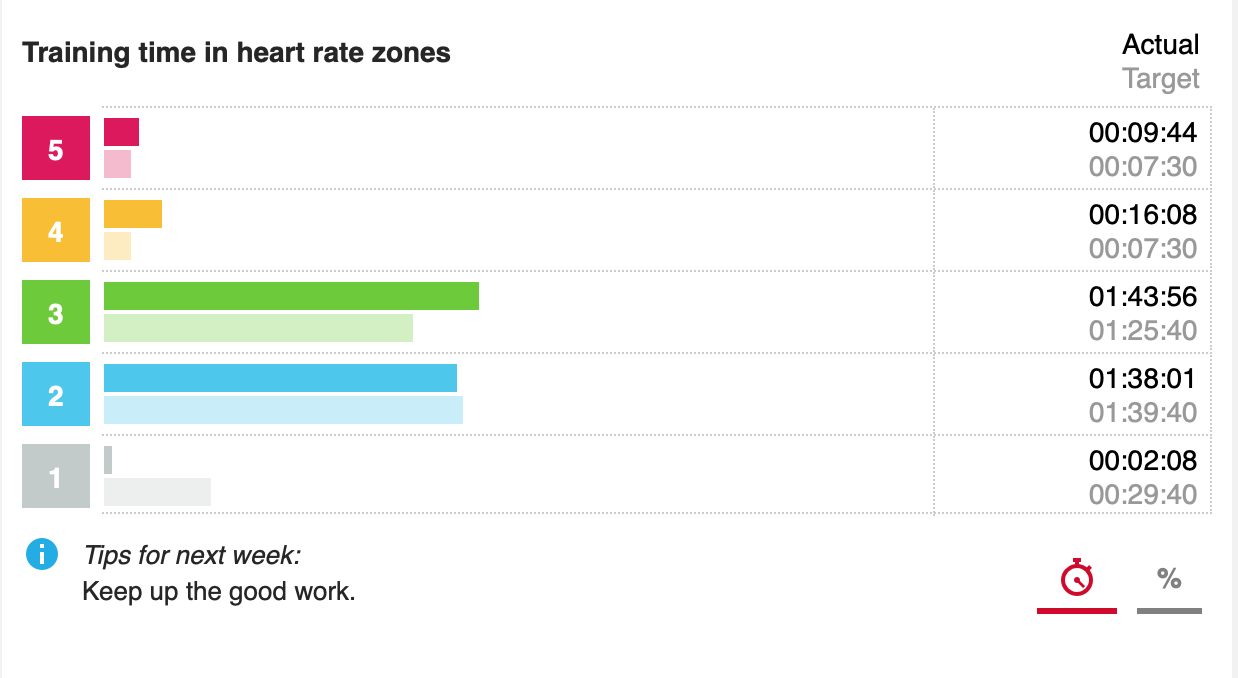 Training time in heart rate zones
Actual
Target
5
00:09:44
00:07:30
4
00:16:08
00:07:30
3
01:43:56
01:25:40
2
01:38:01
01:39:40
1
00:02:08
00:29:40
i
Tips for next week:
Keep up the good work.
%